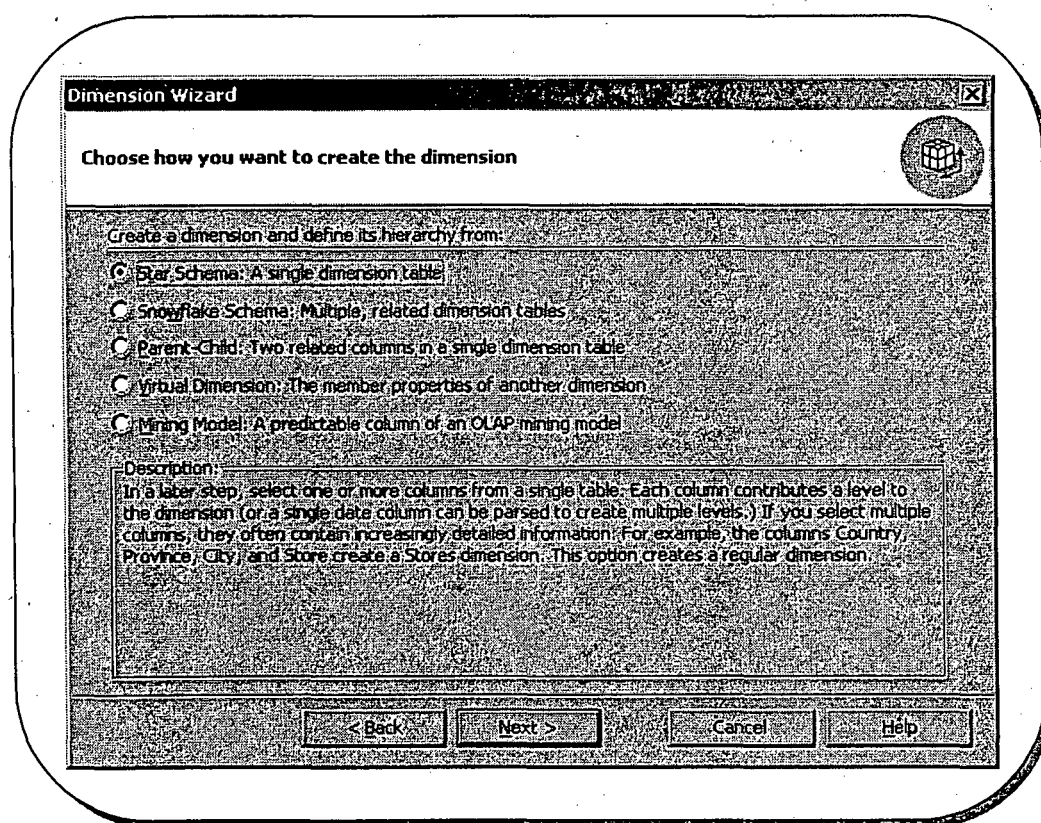 Dimension Wizard
Choose how you want to create the dimension
Create a dimension and define its hierarchy from:
Star Schema: A single dimension table
Snowflake Schema: Multiple, related dimension tables
Parent-Child: Two related columns in a single dimension table
Virtual Dimension: The member properties of another dimension
Mining Model: A predictable column of an OLAP mining model
Description:
In a later step, select one or more columns from a single table. Each column contributes a level to
the dimension (or a single date column can be parsed to create multiple levels.) If you select multiple
columns, they often contain increasingly detailed information. For example, the columns Country,
Province, City, and Store create a Stores dimension. This option creates a regular dimension.
< Back
Next >
Cancel
Help